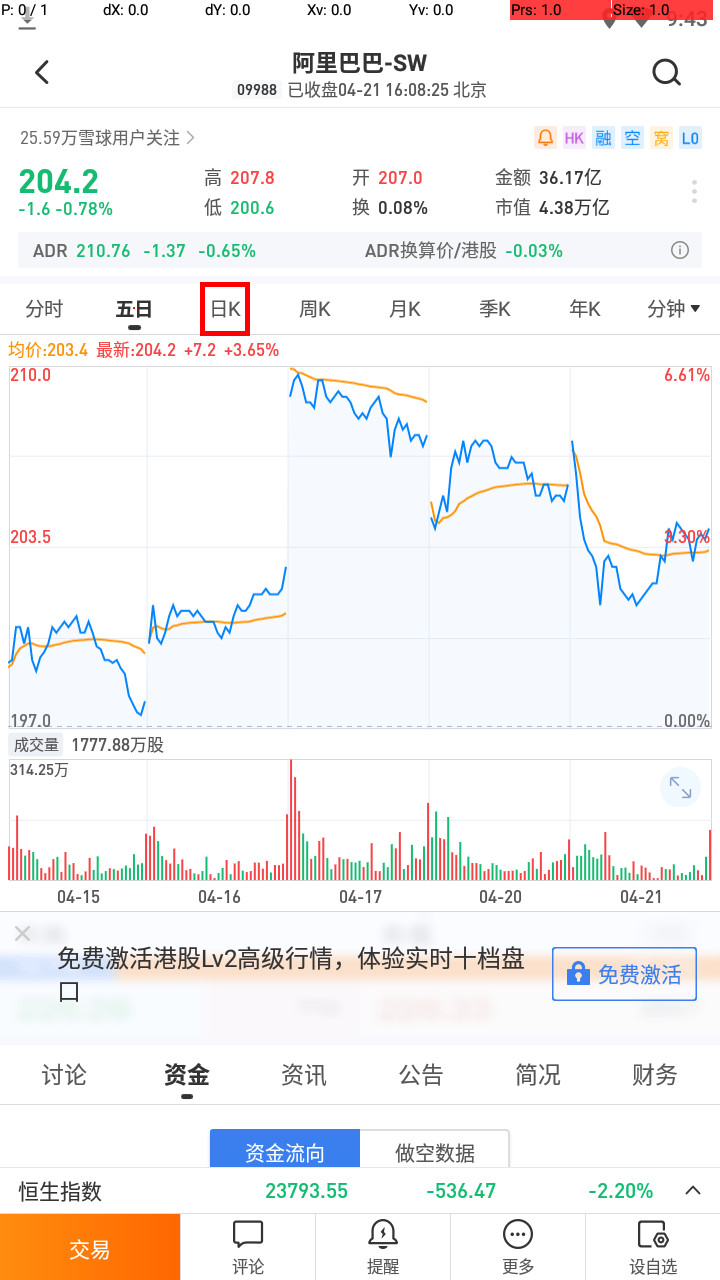 P: 0 / 1 dX: 0.0 dY: 0.0 Xv: 0.0 Yv: 0.0 Prs: 1.0 Size: 1.0
9:43
阿里巴巴-SW
09988 已收盘04-21 16:08:25 北京
25.59万雪球用户关注 HK 融 空 窝 L0
204.2 高 207.8 开 207.0 金额 36.17亿
-1.6 -0.78% 低 200.6 换 0.08% 市值 4.38万亿
ADR 210.76 -1.37 -0.65% ADR换算价/港股 -0.03%
分时 五日 日K 周K 月K 季K 年K 分钟
均价:203.4 最新:204.2 +7.2 +3.65%
210.0 6.61%
203.5 3.30%
197.0 0.00%
成交量 1777.88万股
314.25万
04-15 04-16 04-17 04-20 04-21
免费激活港股Lv2高级行情，体验实时十档盘
口
免费激活
讨论 资金 资讯 公告 简况 财务
资金流向 做空数据
恒生指数 23793.55 -536.47 -2.20%
交易 评论 提醒 更多 设自选